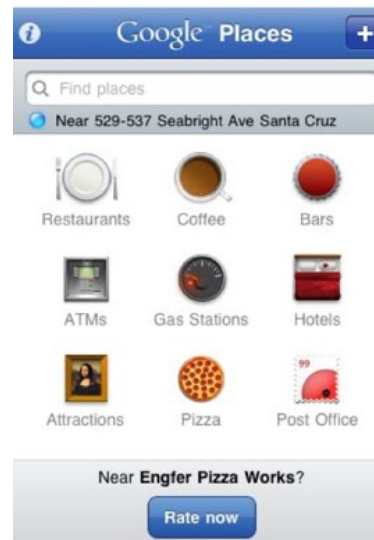 Google Places
Find places
Near 529-537 Seabright Ave Santa Cruz
Restaurants Coffee Bars
ATMs Gas Stations Hotels
99
Attractions Pizza Post Office
Near Engfer Pizza Works?
Rate now